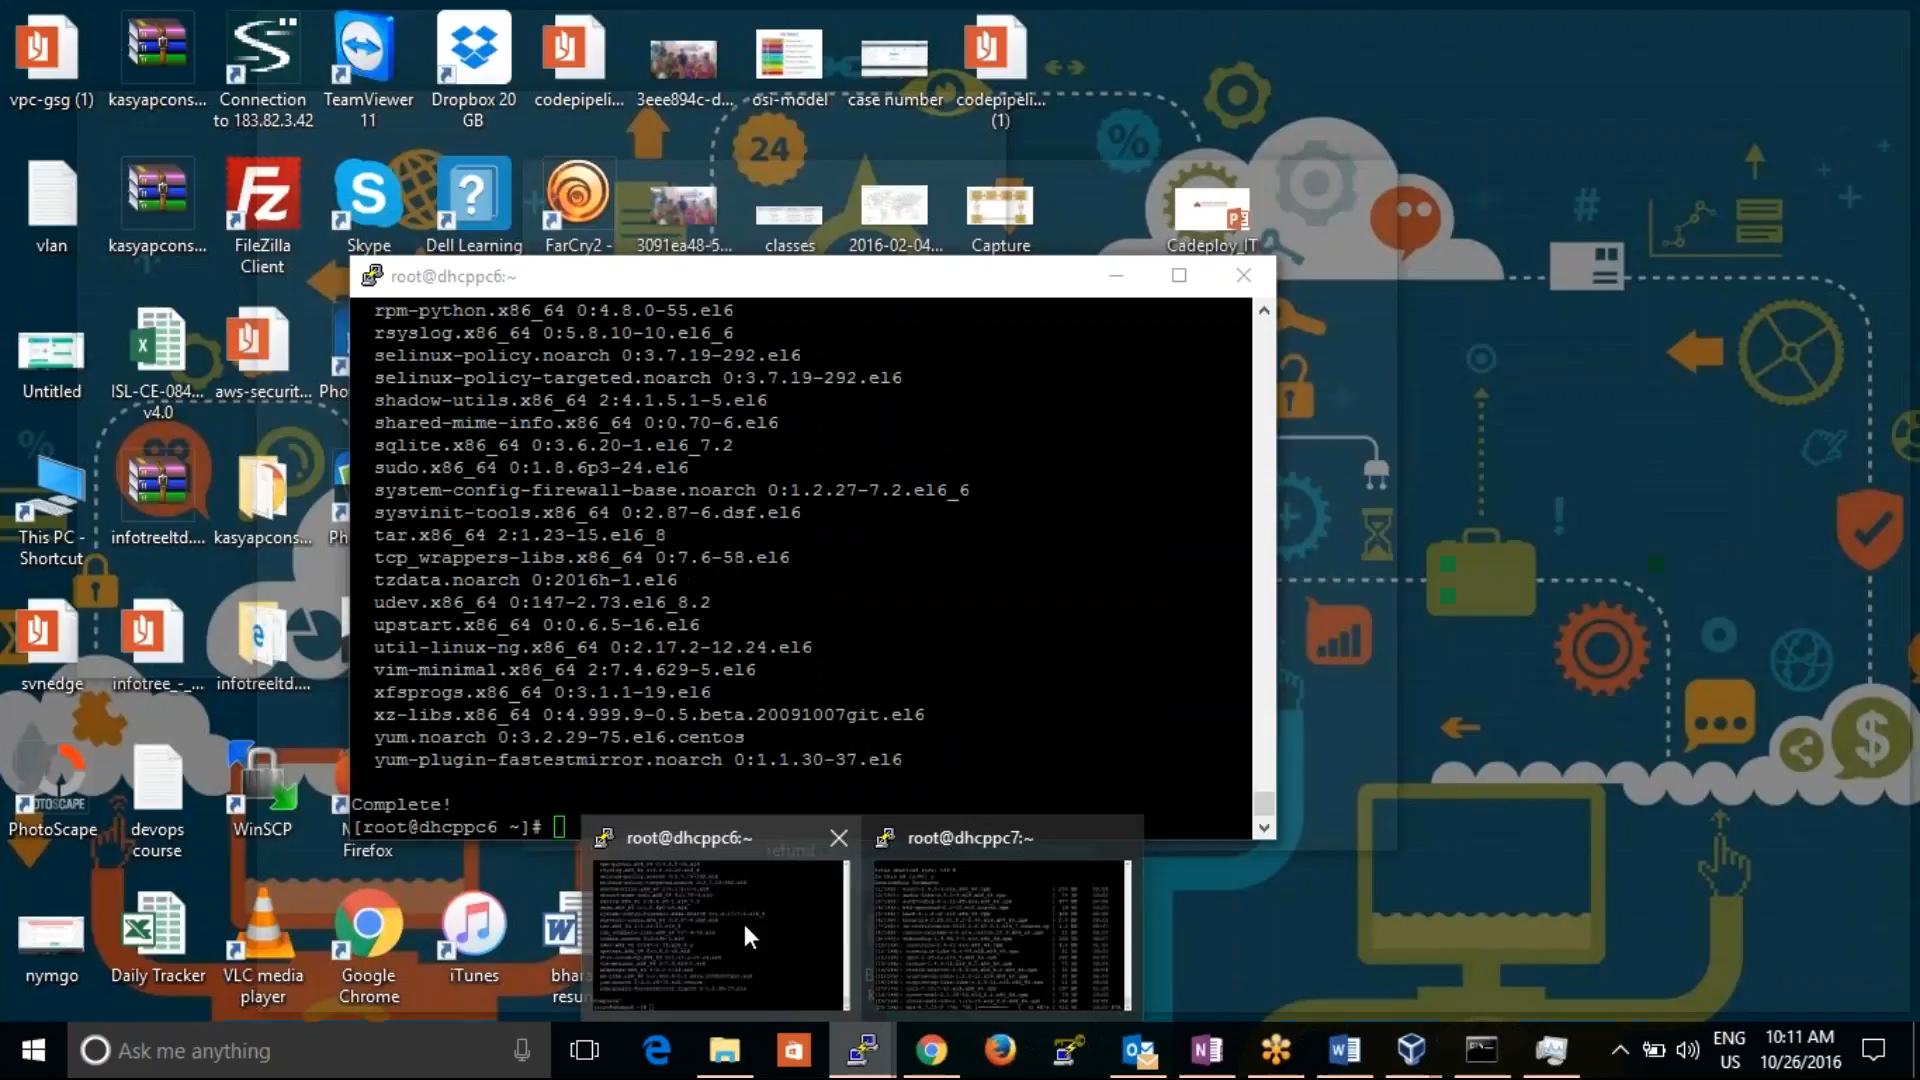 vpc-gsg (1)
kasyapcons...
Connection
to 183.82.3.42
TeamViewer
11
Dropbox 20
GB
codepipeli...
3eee894c-d...
osi-model
case number
codepipeli...
(1)
24
vlan
kasyapcons...
FileZilla
Client
Skype
Dell Learning
FarCry2 -
3091ea48-5...
classes
2016-02-04...
Capture
Cadeploy_IT
root@dhcppc6:~
Untitled
ISL-CE-084...
v4.0
aws-securit...
Pho
This PC -
Shortcut
infotreeltd....
kasyapcons...
Ph
svnedge
infotree_-_...
infotreeltd....
PhotoScape
devops
course
WinSCP
Firefox
nymgo
Daily Tracker
VLC media
player
Google
Chrome
iTunes
bha
resu
rpm-python.x86_64 0:4.8.0-55.el6
rsyslog.x86_64 0:5.8.10-10.el6_6
selinux-policy.noarch 0:3.7.19-292.el6
selinux-policy-targeted.noarch 0:3.7.19-292.el6
shadow-utils.x86_64 2:4.1.5.1-5.el6
shared-mime-info.x86_64 0:0.70-6.el6
sqlite.x86_64 0:3.6.20-1.el6_7.2
sudo.x86_64 0:1.8.6p3-24.el6
system-config-firewall-base.noarch 0:1.2.27-7.2.el6_6
sysvinit-tools.x86_64 0:2.87-6.dsf.el6
tar.x86_64 2:1.23-15.el6_8
tcp_wrappers-libs.x86_64 0:7.6-58.el6
tzdata.noarch 0:2016h-1.el6
udev.x86_64 0:147-2.73.el6_8.2
upstart.x86_64 0:0.6.5-16.el6
util-linux-ng.x86_64 0:2.17.2-12.24.el6
vim-minimal.x86_64 2:7.4.629-5.el6
xfsprogs.x86_64 0:3.1.1-19.el6
xz-libs.x86_64 0:4.999.9-0.5.beta.20091007git.el6
yum.noarch 0:3.2.29-75.el6.centos
yum-plugin-fastestmirror.noarch 0:1.1.30-37.el6
Complete!
[root@dhcppc6 ~]#
root@dhcppc6:~
root@dhcppc7:~
refund
Ask me anything
ENG
US
10:11 AM
10/26/2016